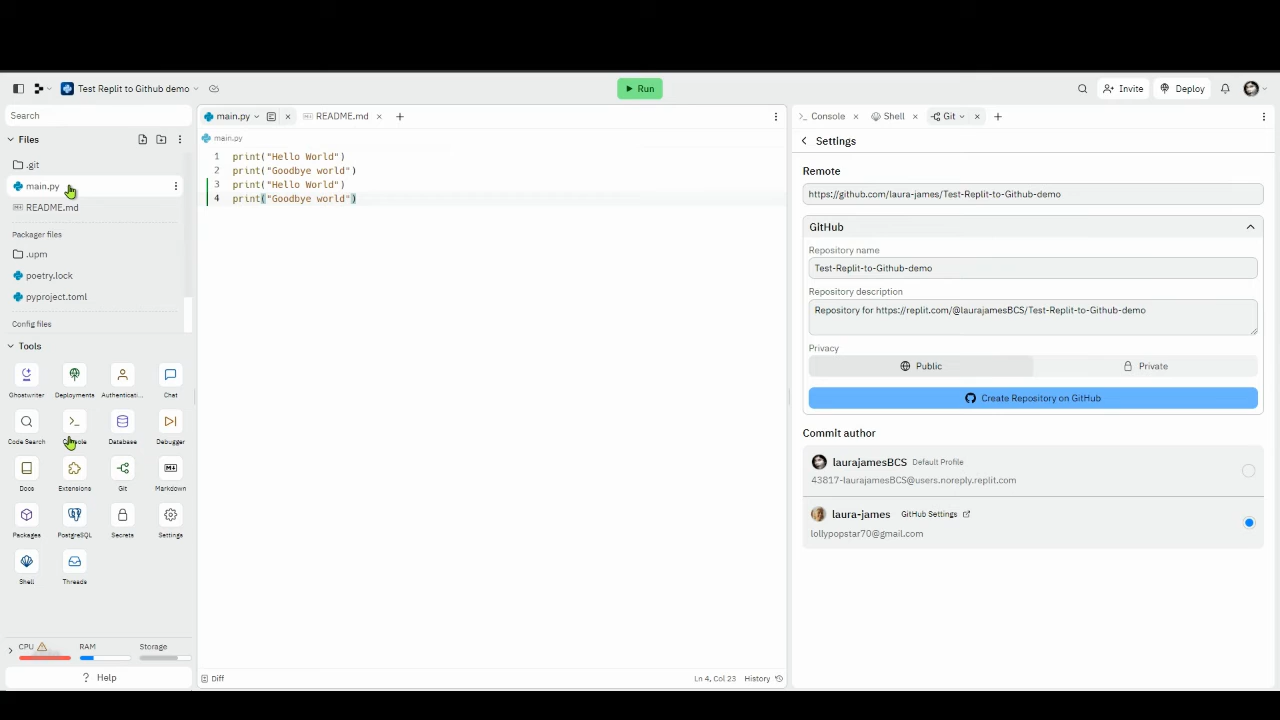 Test Replit to Github demo
Run
Invite
Deploy
Search
Files
.git
main.py
README.md
Packager files
.upm
poetry.lock
pyproject.toml
Config files
Tools
Ghostwriter
Deployments
Authenticati...
Chat
Code Search
Console
Database
Debugger
Docs
Extensions
Git
Markdown
Packages
PostgreSQL
Secrets
Settings
Shell
Threads
CPU
RAM
Storage
? Help
main.py
README.md
main.py
1 print("Hello World")
2 print("Goodbye world")
3 print("Hello World")
4 print("Goodbye world")
Diff
Ln 4, Col 23
History
Console
Shell
Git
Settings
Remote
https://github.com/laura-james/Test-Replit-to-Github-demo
GitHub
Repository name
Test-Replit-to-Github-demo
Repository description
Repository for https://replit.com/@laurajamesBCS/Test-Replit-to-Github-demo
Privacy
Public
Private
Create Repository on GitHub
Commit author
laurajamesBCS Default Profile
43817-laurajamesBCS@users.noreply.replit.com
laura-james GitHub Settings
lollypopstar70@gmail.com